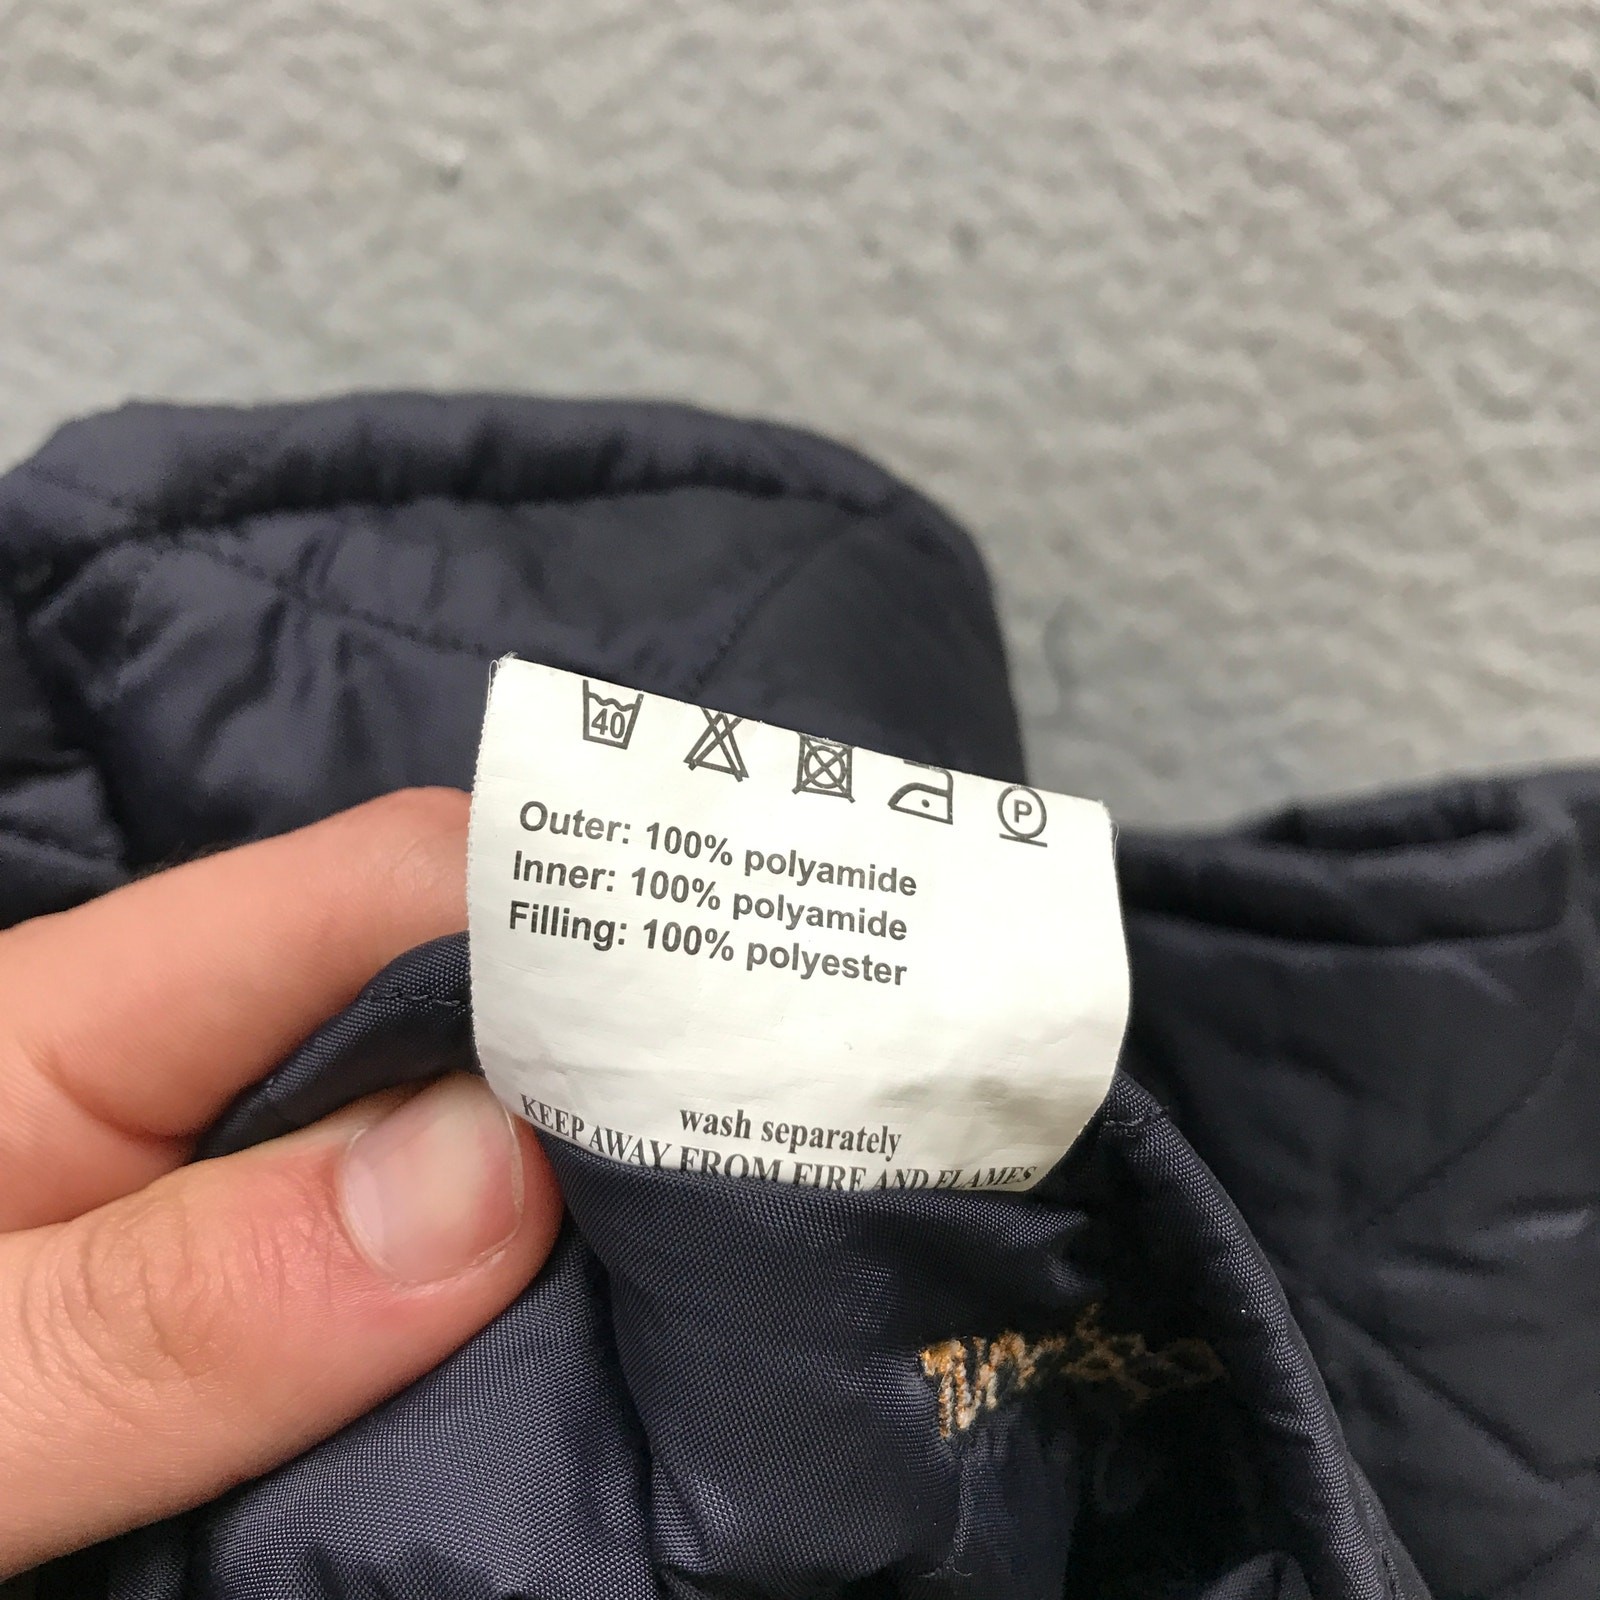 40
P
Outer: 100% polyamide
Inner: 100% polyamide
Filling: 100% polyester
wash separately
KEEP AWAY FROM FIRE AND FLAMES